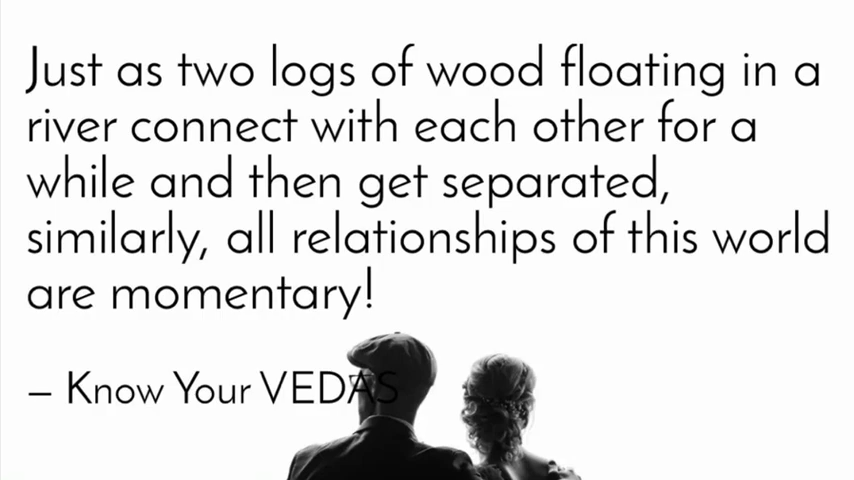 Just as two logs of wood floating in a
river connect with each other for a
while and then get separated,
similarly, all relationships of this world
are momentary!
– Know Your VEDAS